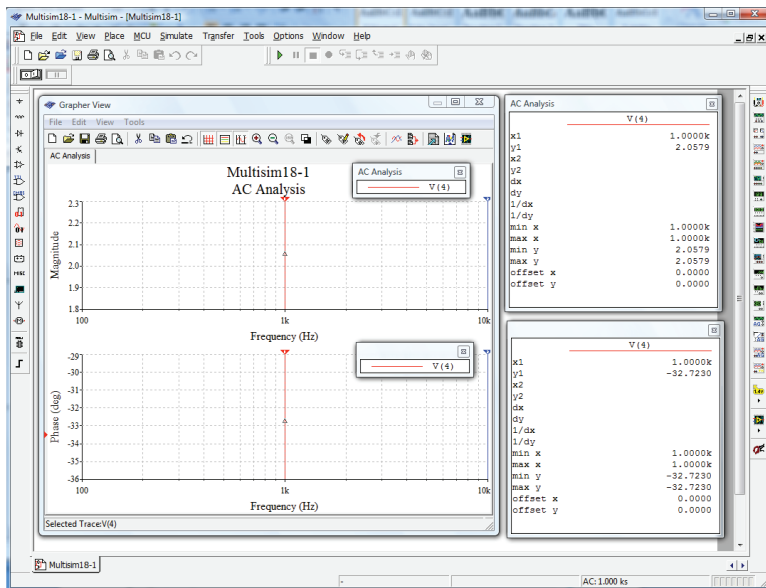 Multisim18-1 - Multisim - [Multisim18-1]
File Edit View Place MCU Simulate Transfer Tools Options Window Help
Grapher View
File Edit View Tools
AC Analysis
Multisim18-1
AC Analysis
AC Analysis
V(4)
2.3
2.2
2.1
2.0
1.9
1.8
Magnitude
100 1k 10k
Frequency (Hz)
V(4)
-29
-30
-31
-32
-33
-34
-35
-36
Phase (deg)
100 1k 10k
Frequency (Hz)
Selected Trace:V(4)
AC Analysis
V(4)
x1 1.0000k
y1 2.0579
x2
y2
dx
dy
1/dx
1/dy
min x 1.0000k
max x 1.0000k
min y 2.0579
max y 2.0579
offset x 0.0000
offset y 0.0000
V(4)
x1 1.0000k
y1 -32.7230
x2
y2
dx
dy
1/dx
1/dy
min x 1.0000k
max x 1.0000k
min y -32.7230
max y -32.7230
offset x 0.0000
offset y 0.0000
MISC
Multisim18-1
- AC: 1.000 ks